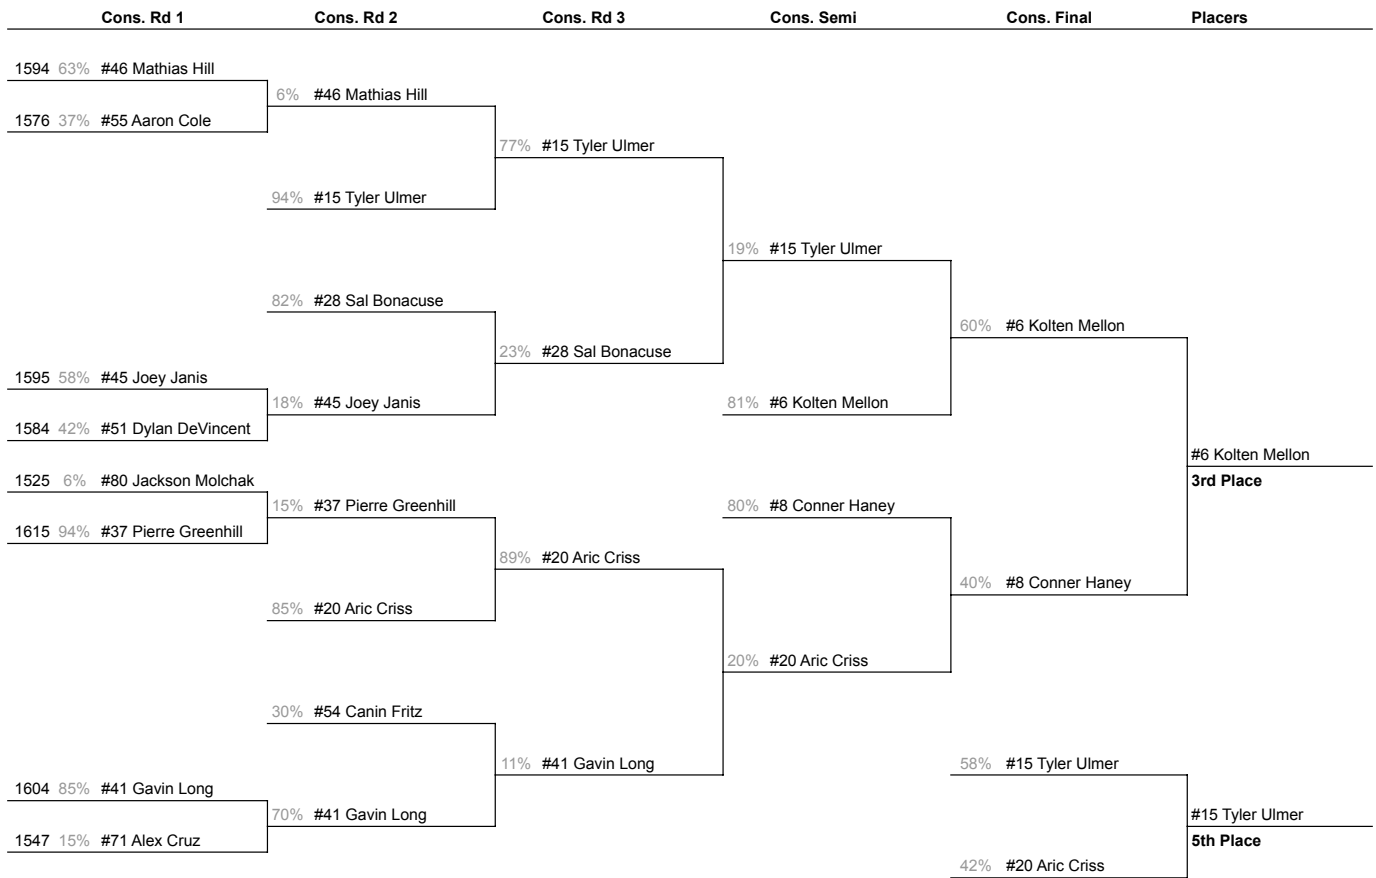 Cons. Rd 1 Cons. Rd 2 Cons. Rd 3 Cons. Semi Cons. Final Placers
1594 63% #46 Mathias Hill
6% #46 Mathias Hill
1576 37% #55 Aaron Cole
77% #15 Tyler Ulmer
94% #15 Tyler Ulmer
19% #15 Tyler Ulmer
82% #28 Sal Bonacuse
60% #6 Kolten Mellon
23% #28 Sal Bonacuse
1595 58% #45 Joey Janis
18% #45 Joey Janis
81% #6 Kolten Mellon
1584 42% #51 Dylan DeVincent
#6 Kolten Mellon
3rd Place
1525 6% #80 Jackson Molchak
15% #37 Pierre Greenhill
80% #8 Conner Haney
1615 94% #37 Pierre Greenhill
89% #20 Aric Criss
40% #8 Conner Haney
85% #20 Aric Criss
20% #20 Aric Criss
30% #54 Canin Fritz
11% #41 Gavin Long
58% #15 Tyler Ulmer
1604 85% #41 Gavin Long
70% #41 Gavin Long
#15 Tyler Ulmer
1547 15% #71 Alex Cruz
5th Place
42% #20 Aric Criss